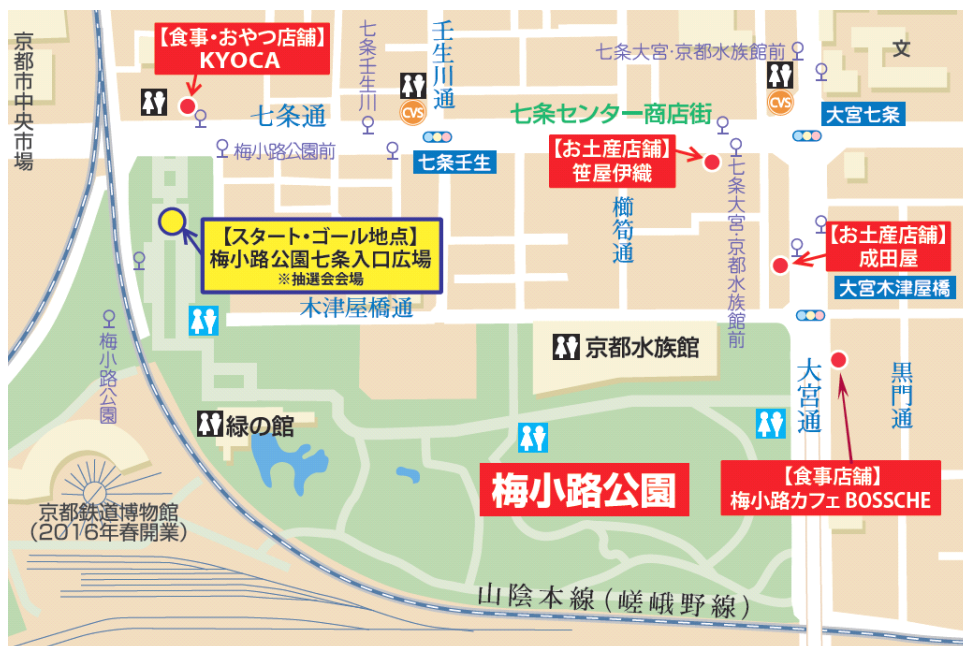 京都市中央市場
【食事・おやつ店舗】
KYOCA
七条壬生川
壬生川通
七条大宮・京都水族館前
文
CVS
CVS
七条通
七条センター商店街
大宮七条
梅小路公園前
七条壬生
【お土産店舗】
笹屋伊織
七条大宮・京都水族館前
櫛笥通
【スタート・ゴール地点】
梅小路公園七条入口広場
※抽選会会場
【お土産店舗】
成田屋
大宮木津屋橋
木津屋橋通
梅小路公園
京都水族館
大宮通
黒門通
緑の館
【食事店舗】
梅小路カフェ BOSSCHE
梅小路公園
京都鉄道博物館
(2016年春開業)
山陰本線(嵯峨野線)